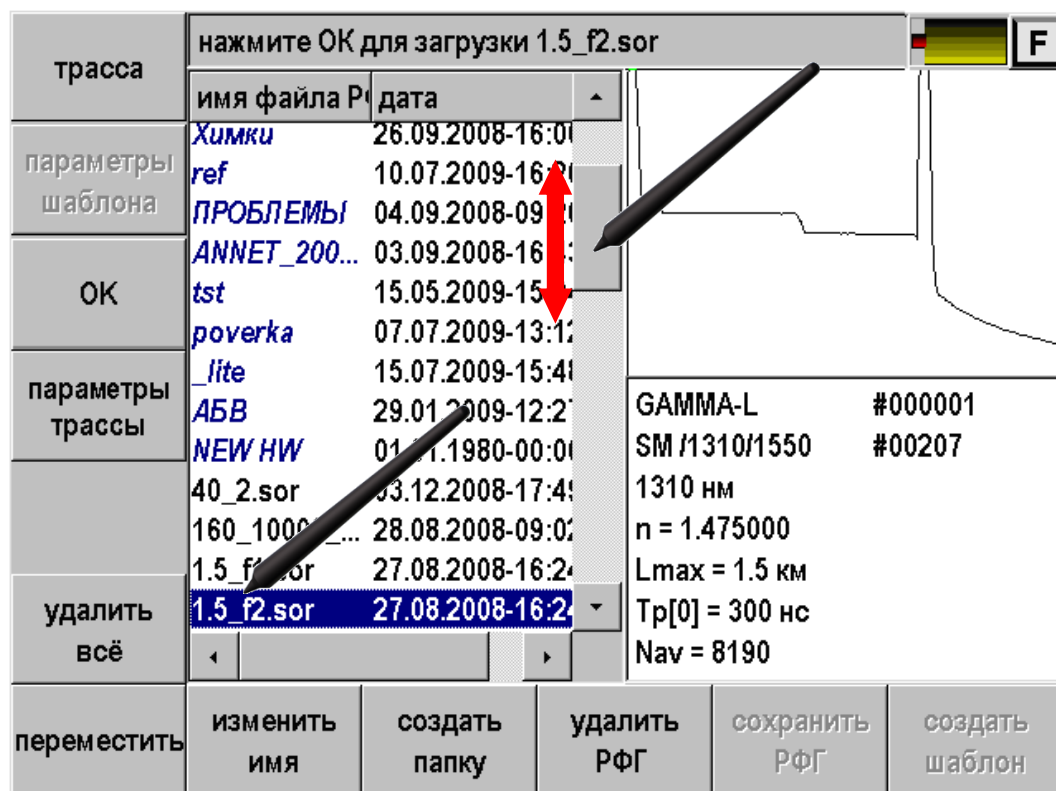 трасса
параметры
шаблона
ОК
параметры
трассы
удалить
всё
переместить
нажмите ОК для загрузки 1.5_f2.sor
F
имя файла дата
Химки 26.09.2008-16:0
ref 10.07.2009-16
ПРОБЛЕМЫ 04.09.2008-09
ANNET_200... 03.09.2008-16
tst 15.05.2009-15
poverka 07.07.2009-13:12
_lite 15.07.2009-15:4
АБВ 29.01.2009-12:2
NEW HW 1.1980-00:0
40_2.sor 3.12.2008-17:4
... 28.08.2008-09:02
27.08.2008-16:2
1.5_f2.sor 27.08.2008-16:2
GAMMA-L #000001
SM /1310/1550 #00207
1310 нм
n = 1.475000
Lmax = 1.5 км
Tp[0] = 300 нс
Nav = 8190
изменить
имя
создать
папку
удалить
РФГ
сохранить
РФГ
создать
шаблон